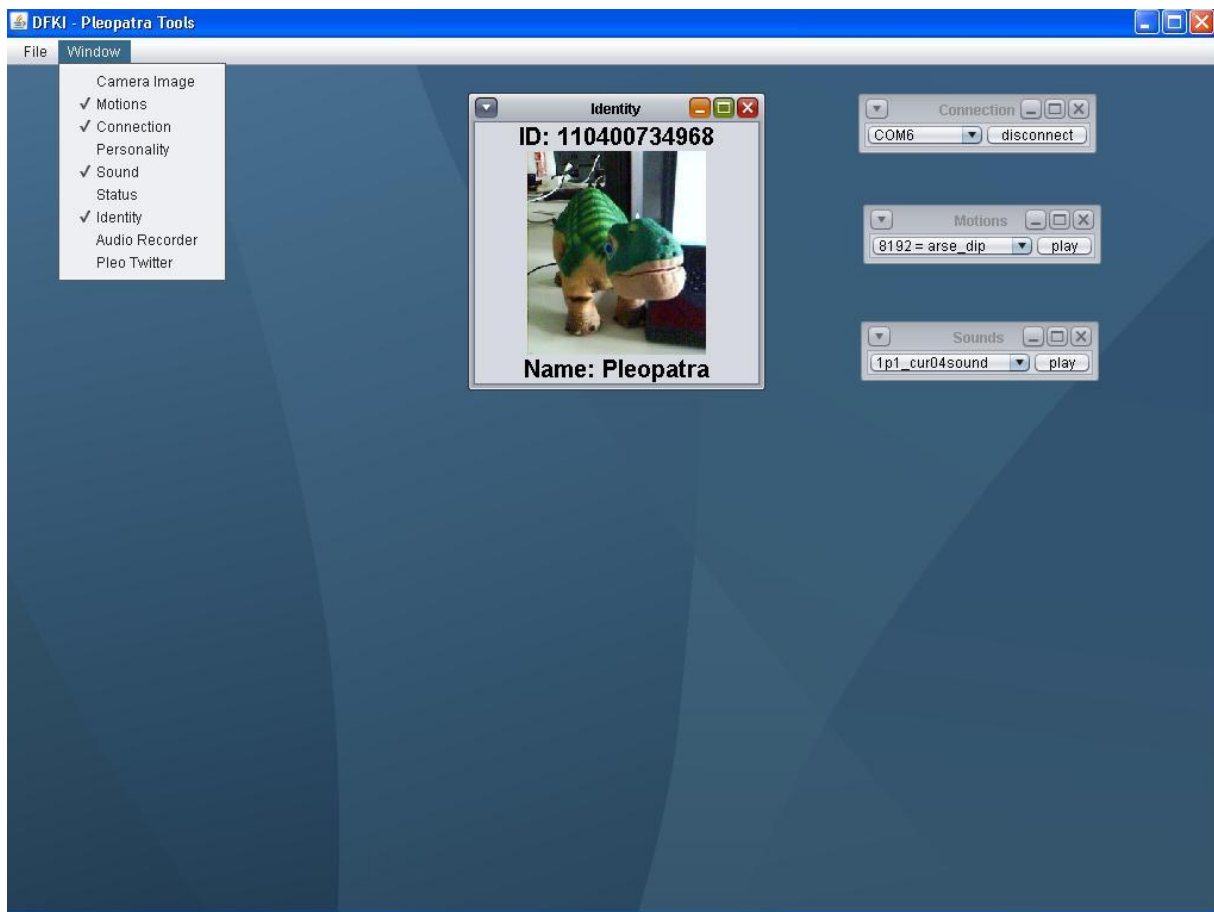 DFKI - Pleopatra Tools
File Window
Camera Image
✓ Motions
✓ Connection
Personality
✓ Sound
Status
✓ Identity
Audio Recorder
Pleo Twitter
Identity
ID: 110400734968
Name: Pleopatra
Connection
COM6 disconnect
Motions
8192 = arse_dip play
Sounds
1p1_cur04sound play